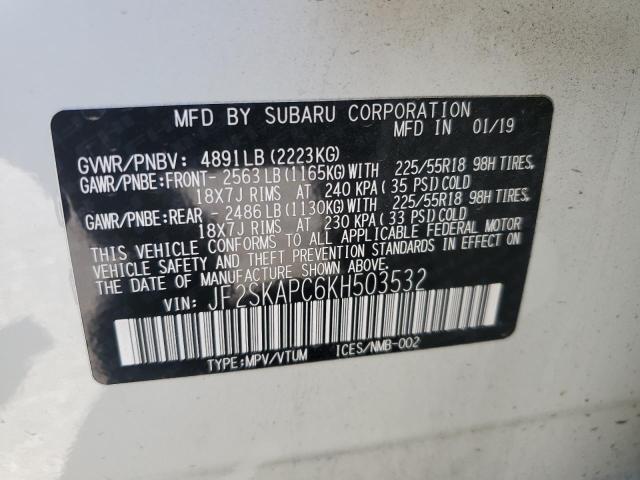 MFD BY SUBARU CORPORATION
MFD IN 01/19
GVWR/PNBV: 4891LB(2223KG)
GAWR/PNBE:FRONT- 2563LB(1165KG)WITH 225/55R18 98H TIRES,
18X7J RIMS AT 240 KPA(35 PSI)COLD
GAWR/PNBE:REAR - 2486LB(1130KG)WITH 225/55R18 98H TIRES,
18X7J RIMS AT 230 KPA(33 PSI)COLD
THIS VEHICLE CONFORMS TO ALL APPLICABLE FEDERAL MOTOR
VEHICLE SAFETY AND THEFT PREVENTION STANDARDS IN EFFECT ON
THE DATE OF MANUFACTURE SHOWN ABOVE.
VIN: JF2SKAPC6KH503532
TYPE:MPV/VTUM ICES/NMB-002